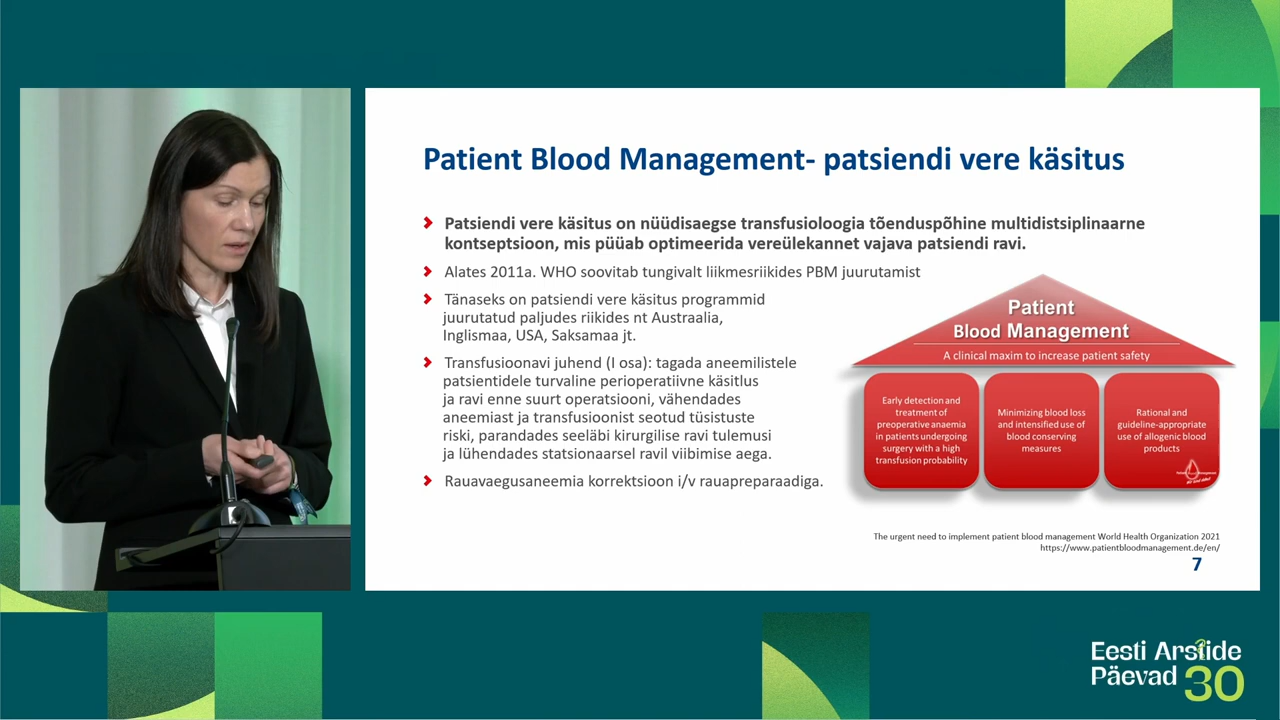 Patient Blood Management- patsiendi vere käsitus
Patsiendi vere käsitus on nüüdisaegse transfusioloogia tõenduspõhine multidistsiplinaarne
kontseptsioon, mis püüab optimeerida vereülekannet vajava patsiendi ravi.
Alates 2011a. WHO soovitab tungivalt liikmesriikides PBM juurutamist
Tänaseks on patsiendi vere käsitus programmid
juurutatud paljudes riikides nt Austraalia,
Inglismaa, USA, Saksamaa jt.
Transfusioonavi juhend (I osa): tagada aneemilistele
patsientidele turvaline perioperatiivne käsitlus
ja ravi enne suurt operatsiooni, vähendades
aneemiast ja transfusioonist seotud tüsistuste
riski, parandades seeläbi kirurgilise ravi tulemusi
ja lühendades statsionaarsel ravil viibimise aega.
Rauavaegusaneemia korrektsioon i/v rauapreparaadiga.
Patient
Blood Management
A clinical maxim to increase patient safety
Early detection and
treatment of
preoperative anaemia
in patients undergoing
surgery with a high
transfusion probability
Minimizing blood loss
and intensified use of
blood conserving
measures
Rational and
guideline-appropriate
use of allogenic blood
products
The urgent need to implement patient blood management World Health Organization 2021
https://www.patientbloodmanagement.de/en/
7
Eesti Arstide
Päevad 30